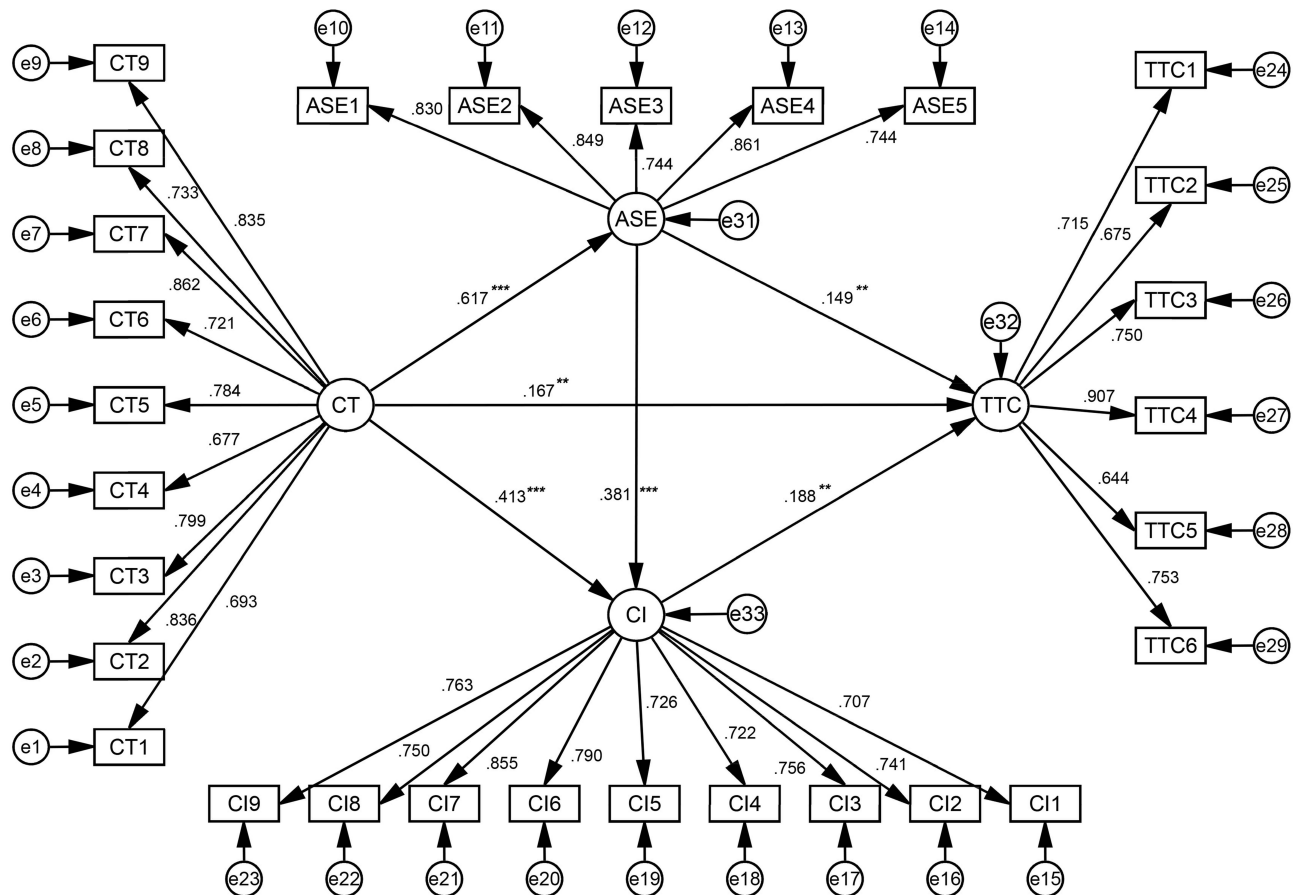 e10 e11 e12 e13 e14
e9 CT9 TTC1 e24
ASE1 .830 ASE2 ASE3 ASE4 ASE5
.849 .744 .861 .744
e8 CT8
.733
TTC2 e25
e7 CT7 .835 ASE e31 .715 .675
.862 .617*** .149**
TTC3 e26
e6 CT6 .721 e32 .750
.167**
.784 .907
e5 CT5 CT TTC TTC4 e27
.677
e4 CT4 .413*** .381*** .188** .644
.799
TTC5 e28
e3 CT3 .753
.693
.836 CI e33
e2 CT2 TTC6 e29
.763 .726 .707
e1 CT1 .750 .855 .790 .722 .756 .741
CI9 CI8 CI7 CI6 CI5 CI4 CI3 CI2 CI1
e23 e22 e21 e20 e19 e18 e17 e16 e15